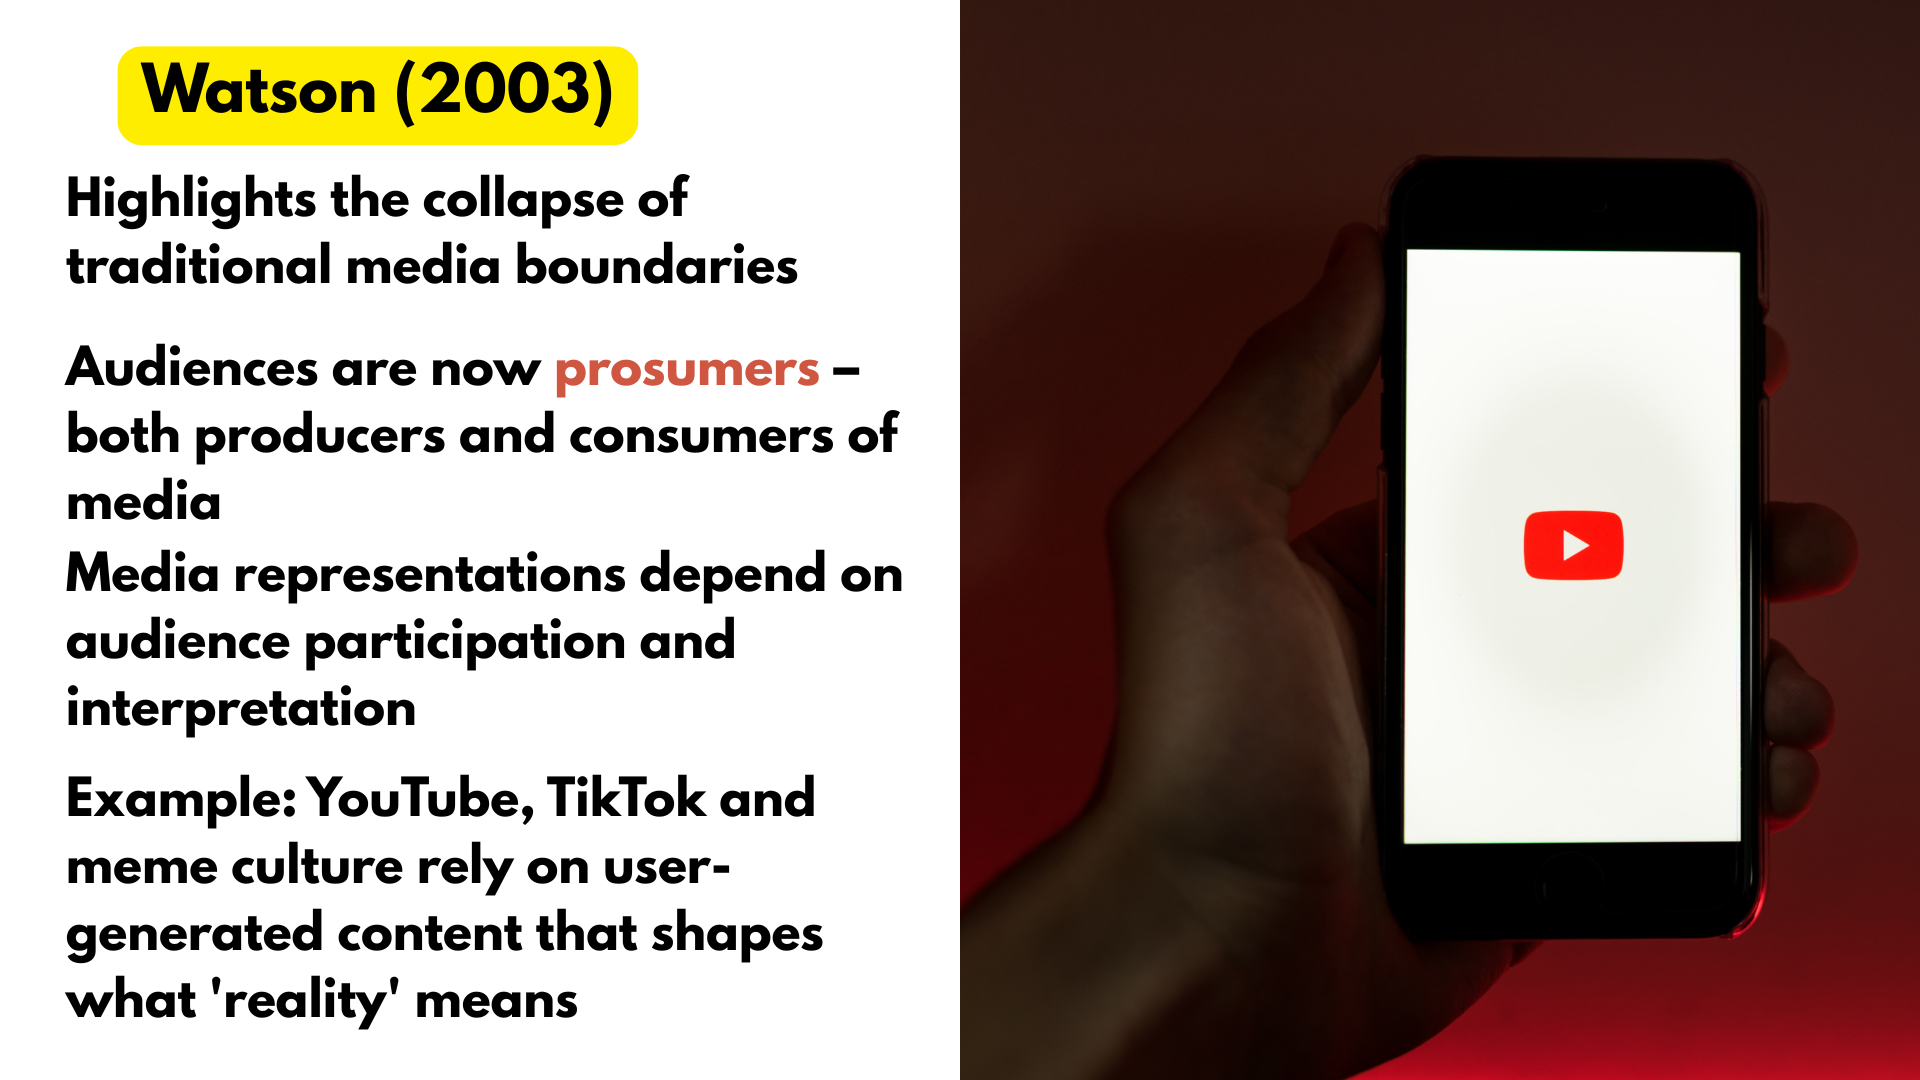 Watson (2003)
Highlights the collapse of
traditional media boundaries
Audiences are now prosumers –
both producers and consumers of
media
Media representations depend on
audience participation and
interpretation
Example: YouTube, TikTok and
meme culture rely on user-
generated content that shapes
what 'reality' means